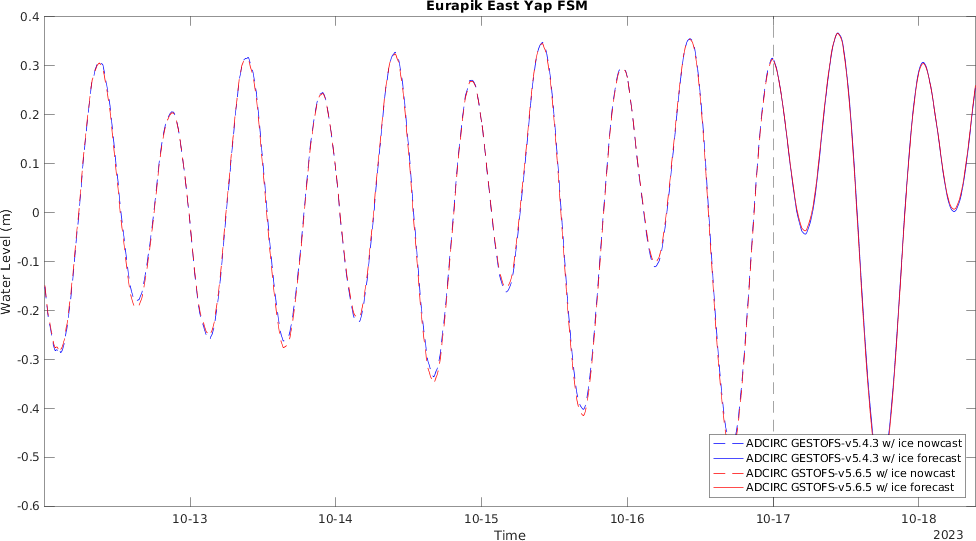 Eurapik East Yap FSM
0.4
0.3
0.2
0.1
0
-0.1
-0.2
-0.3
-0.4
-0.5
-0.6
Water Level (m)
10-13 10-14 10-15 10-16 10-17 10-18
Time
2023
ADCIRC GESTOFS-v5.4.3 w/ ice nowcast
ADCIRC GESTOFS-v5.4.3 w/ ice forecast
ADCIRC GSTOFS-v5.6.5 w/ ice nowcast
ADCIRC GSTOFS-v5.6.5 w/ ice forecast